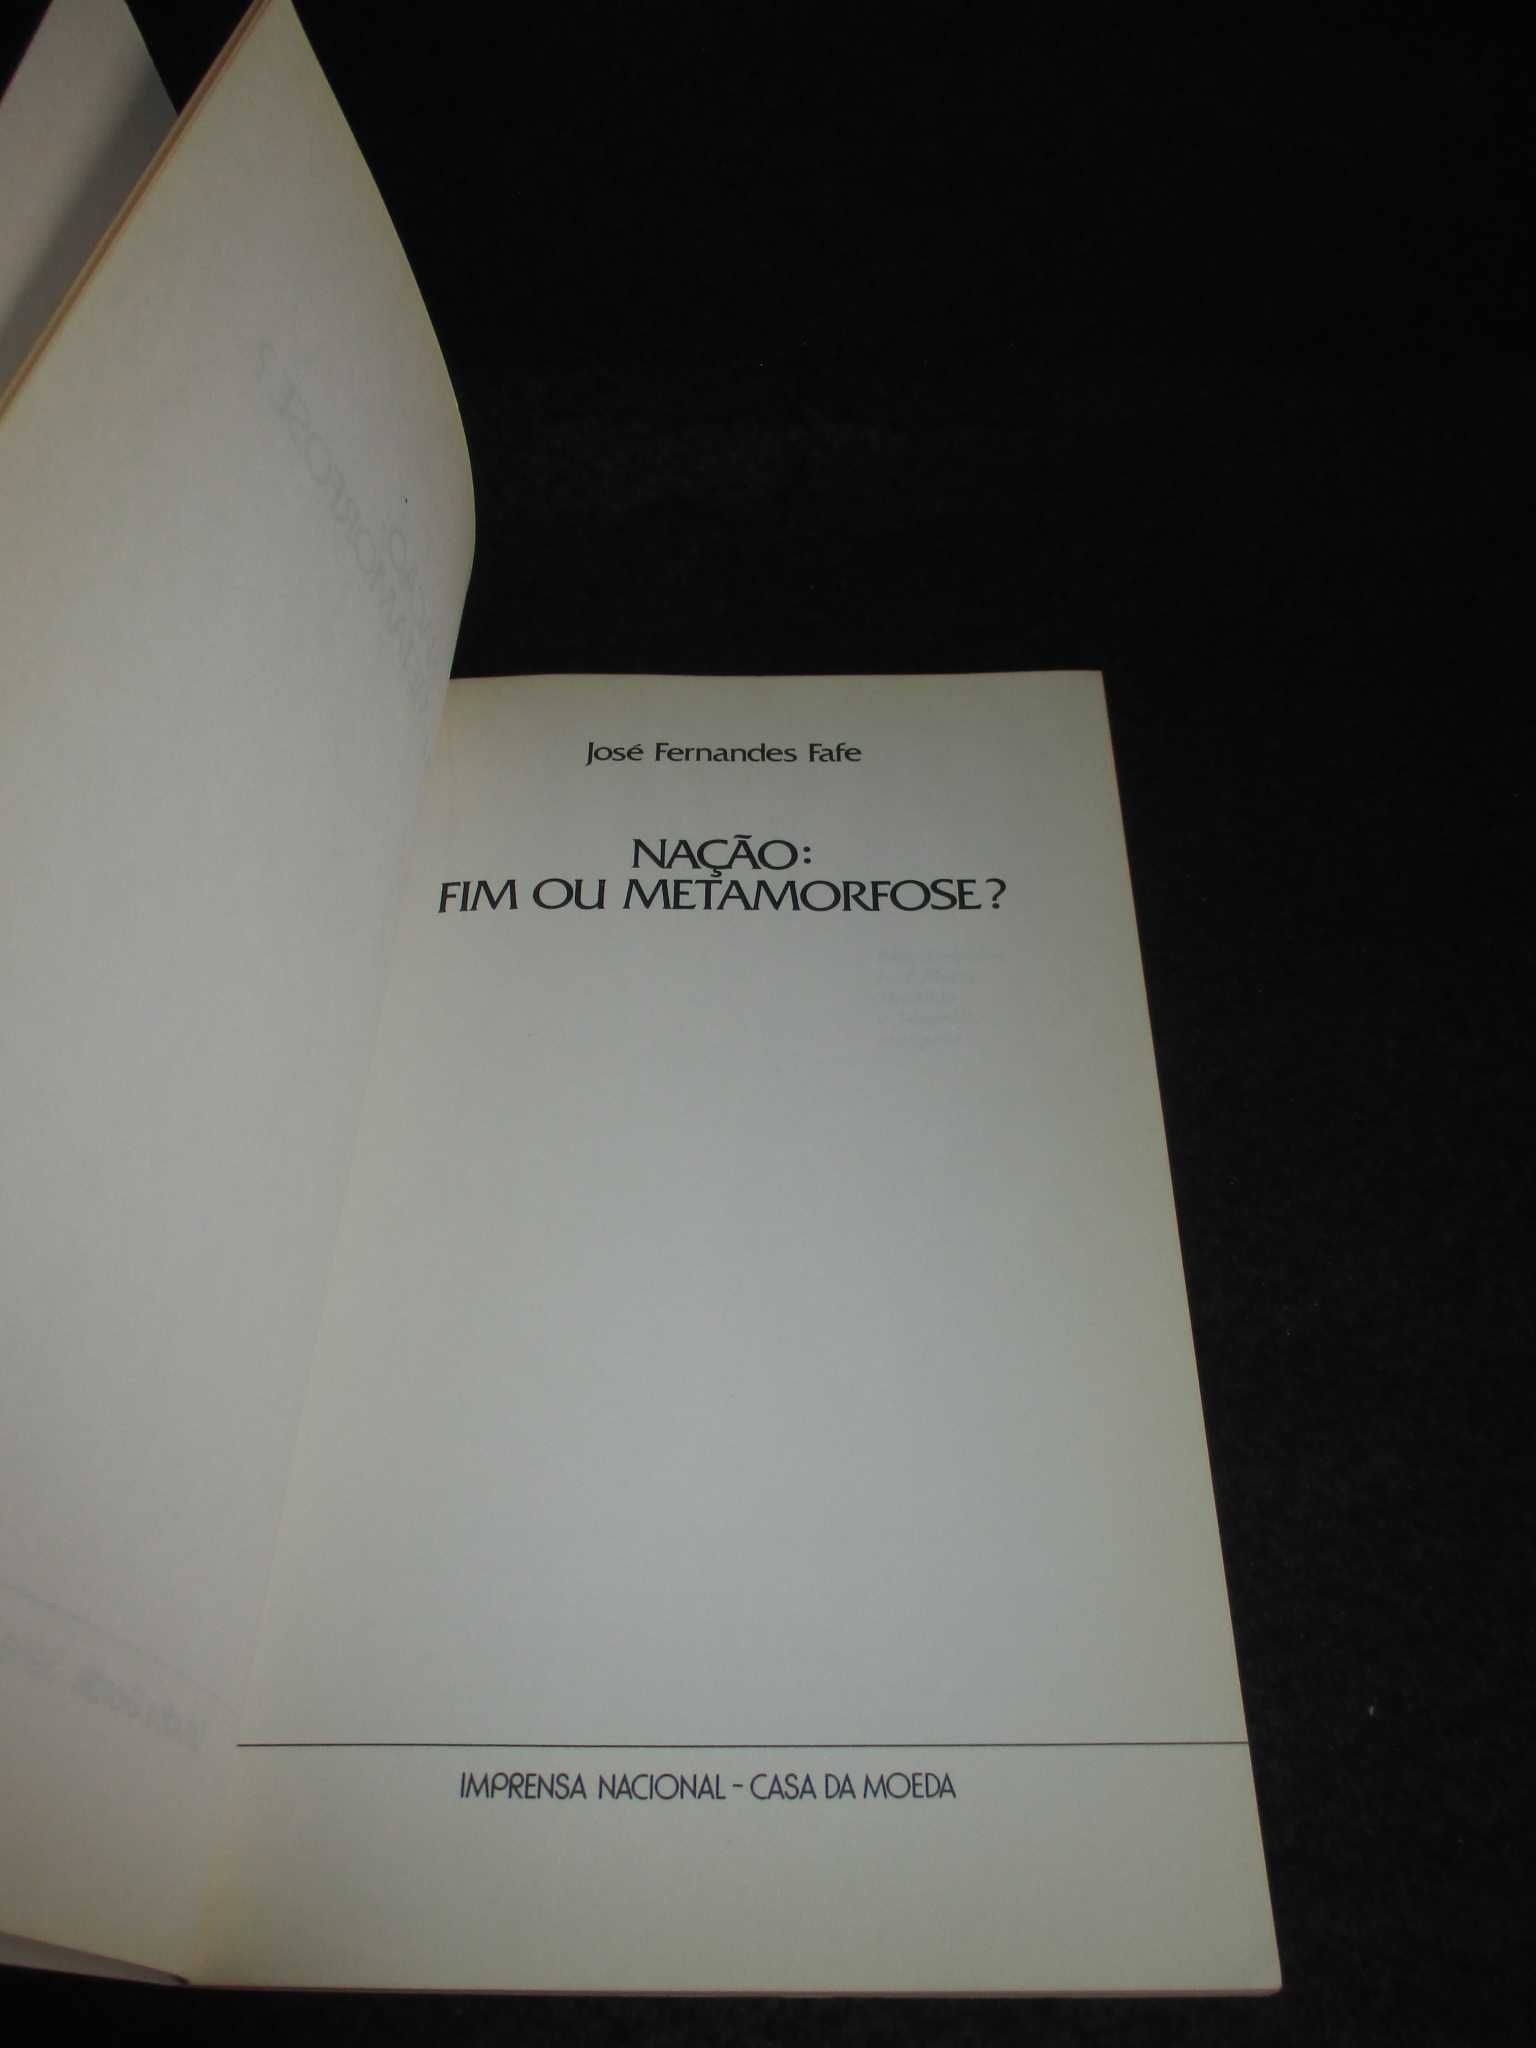 José Fernandes Fafe
NAÇÃO:
FIM OU METAMORFOSE?
IMPRENSA NACIONAL - CASA DA MOEDA